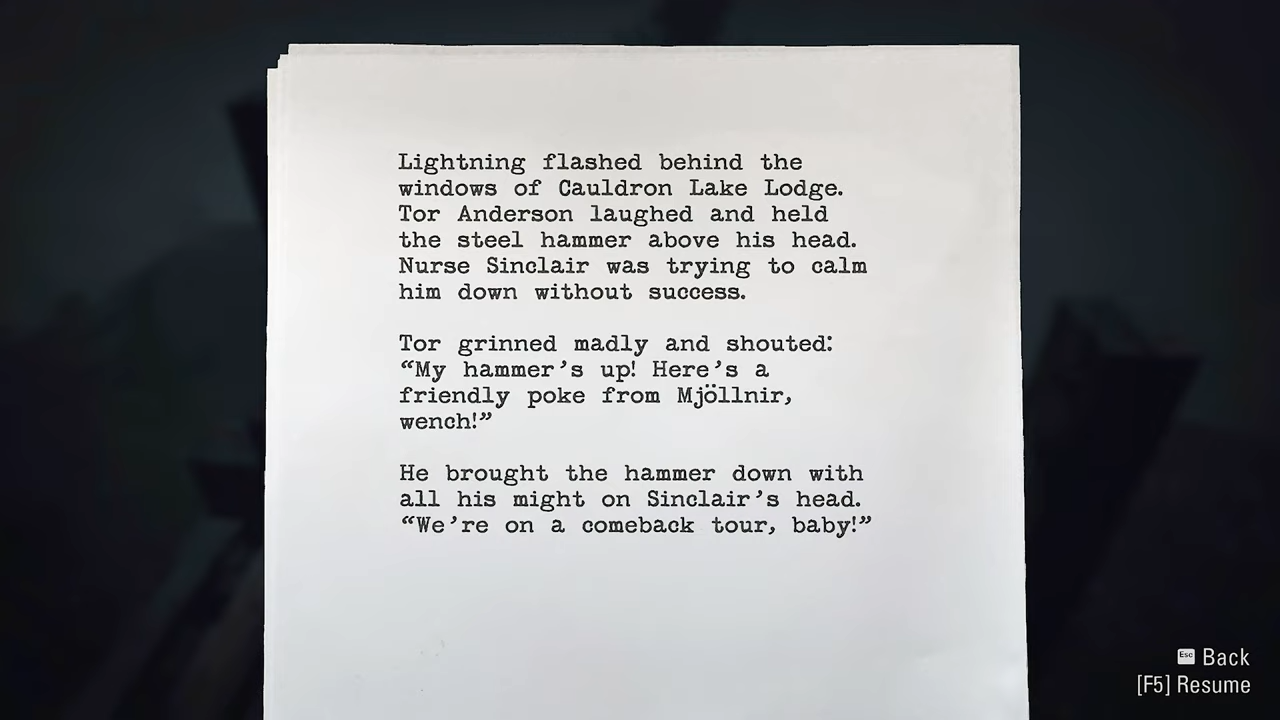 Lightning flashed behind the
windows of Cauldron Lake Lodge.
Tor Anderson laughed and held
the steel hammer above his head.
Nurse Sinclair was trying to calm
him down without success.
Tor grinned madly and shouted:
“My hammer’s up! Here’s a
friendly poke from Mjöllnir,
wench!”
He brought the hammer down with
all his might on Sinclair’s head.
“We’re on a comeback tour, baby!”
Esc Back
[F5] Resume